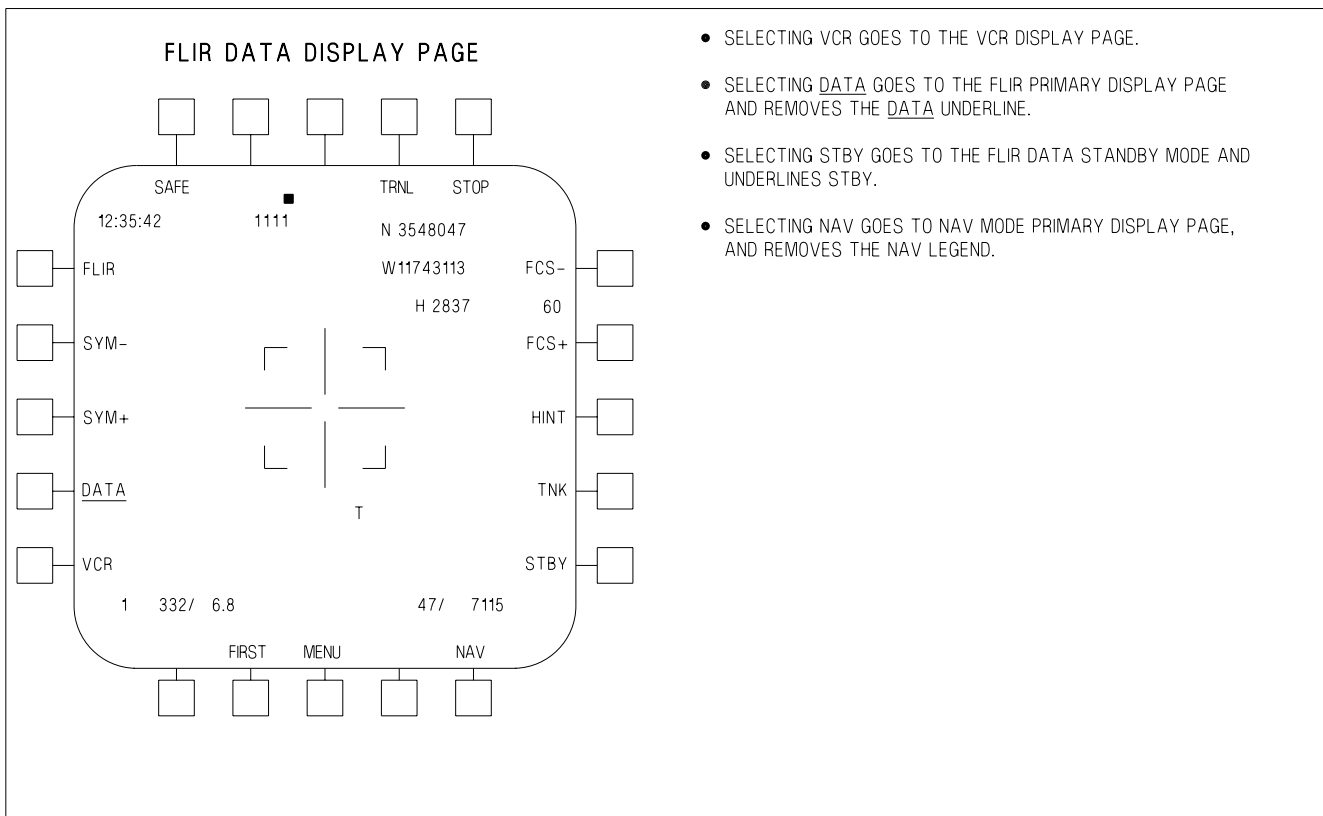 FLIR DATA DISPLAY PAGE
SAFE TRNL STOP
12:35:42 1111 N 3548047
FLIR W11743113 FCS-
H 2837 60
SYM- FCS+
SYM+ HINT
DATA TNK
T
VCR STBY
1 332/ 6.8 47/ 7115
FIRST MENU NAV
• SELECTING VCR GOES TO THE VCR DISPLAY PAGE.
• SELECTING DATA GOES TO THE FLIR PRIMARY DISPLAY PAGE
AND REMOVES THE DATA UNDERLINE.
• SELECTING STBY GOES TO THE FLIR DATA STANDBY MODE AND
UNDERLINES STBY.
• SELECTING NAV GOES TO NAV MODE PRIMARY DISPLAY PAGE,
AND REMOVES THE NAV LEGEND.